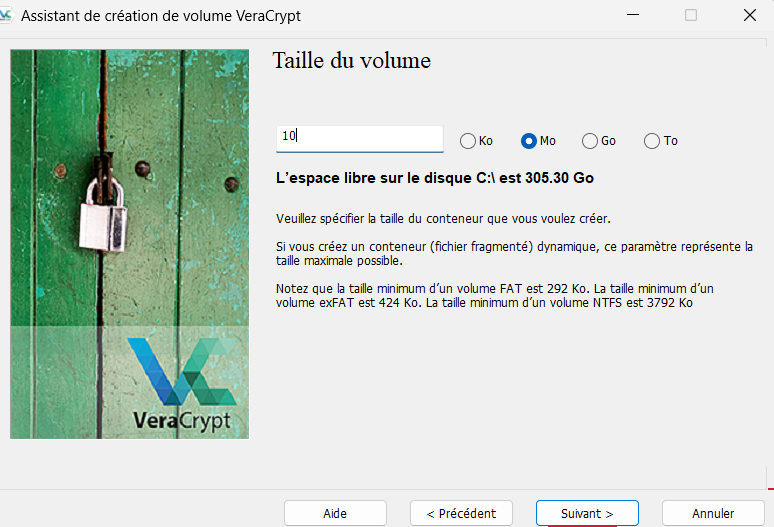 Assistant de création de volume VeraCrypt
Taille du volume
10
Ko
Mo
Go
To
L'espace libre sur le disque C:\ est 305.30 Go
Veuillez spécifier la taille du conteneur que vous voulez créer.
Si vous créez un conteneur (fichier fragmenté) dynamique, ce paramètre représente la
taille maximale possible.
Notez que la taille minimum d'un volume FAT est 292 Ko. La taille minimum d'un
volume exFAT est 424 Ko. La taille minimum d'un volume NTFS est 3792 Ko
VeraCrypt
Aide
< Précédent
Suivant >
Annuler